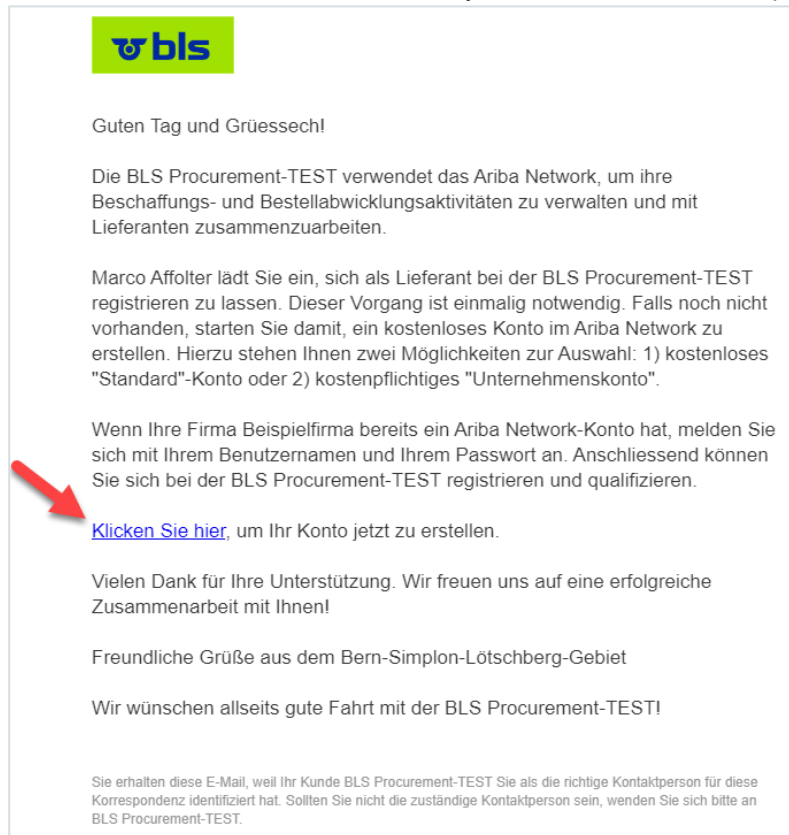 bls
Guten Tag und Grüessech!
Die BLS Procurement-TEST verwendet das Ariba Network, um ihre
Beschaffungs- und Bestellabwicklungsaktivitäten zu verwalten und mit
Lieferanten zusammenzuarbeiten.
Marco Affolter lädt Sie ein, sich als Lieferant bei der BLS Procurement-TEST
registrieren zu lassen. Dieser Vorgang ist einmalig notwendig. Falls noch nicht
vorhanden, starten Sie damit, ein kostenloses Konto im Ariba Network zu
erstellen. Hierzu stehen Ihnen zwei Möglichkeiten zur Auswahl: 1) kostenloses
"Standard"-Konto oder 2) kostenpflichtiges "Unternehmenskonto".
Wenn Ihre Firma Beispielfirma bereits ein Ariba Network-Konto hat, melden Sie
sich mit Ihrem Benutzernamen und Ihrem Passwort an. Anschliessend können
Sie sich bei der BLS Procurement-TEST registrieren und qualifizieren.
Klicken Sie hier, um Ihr Konto jetzt zu erstellen.
Vielen Dank für Ihre Unterstützung. Wir freuen uns auf eine erfolgreiche
Zusammenarbeit mit Ihnen!
Freundliche Grüße aus dem Bern-Simplon-Lötschberg-Gebiet
Wir wünschen allseits gute Fahrt mit der BLS Procurement-TEST!
Sie erhalten diese E-Mail, weil Ihr Kunde BLS Procurement-TEST Sie als die richtige Kontaktperson für diese
Korrespondenz identifiziert hat. Sollten Sie nicht die zuständige Kontaktperson sein, wenden Sie sich bitte an
BLS Procurement-TEST.